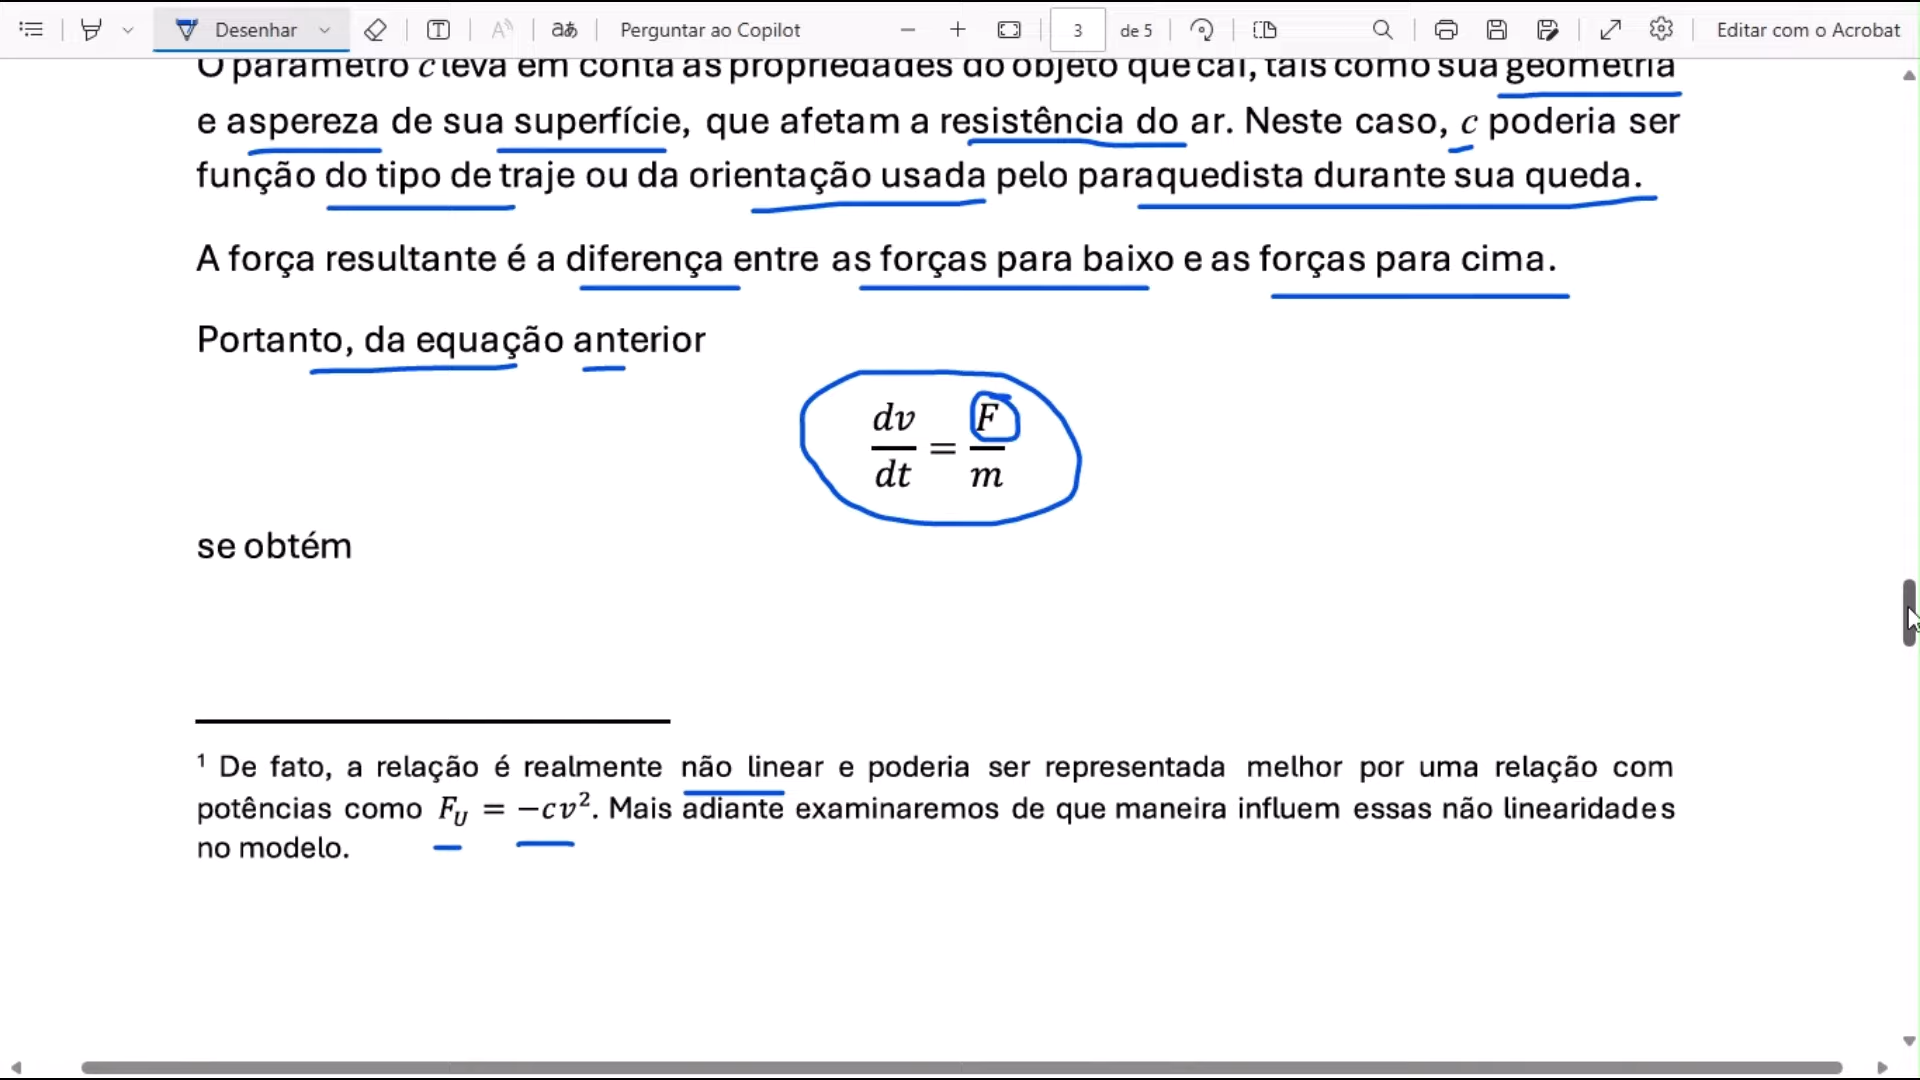 Desenhar
aあ
Perguntar ao Copilot
3
de 5
Editar com o Acrobat
O parâmetro c leva em conta as propriedades do objeto que cai, tais como sua geometria
e aspereza de sua superfície, que afetam a resistência do ar. Neste caso, c poderia ser
função do tipo de traje ou da orientação usada pelo paraquedista durante sua queda.
A força resultante é a diferença entre as forças para baixo e as forças para cima.
Portanto, da equação anterior
dv/dt = F/m
se obtém
¹ De fato, a relação é realmente não linear e poderia ser representada melhor por uma relação com
potências como F_U = −cv². Mais adiante examinaremos de que maneira influem essas não linearidades
no modelo.